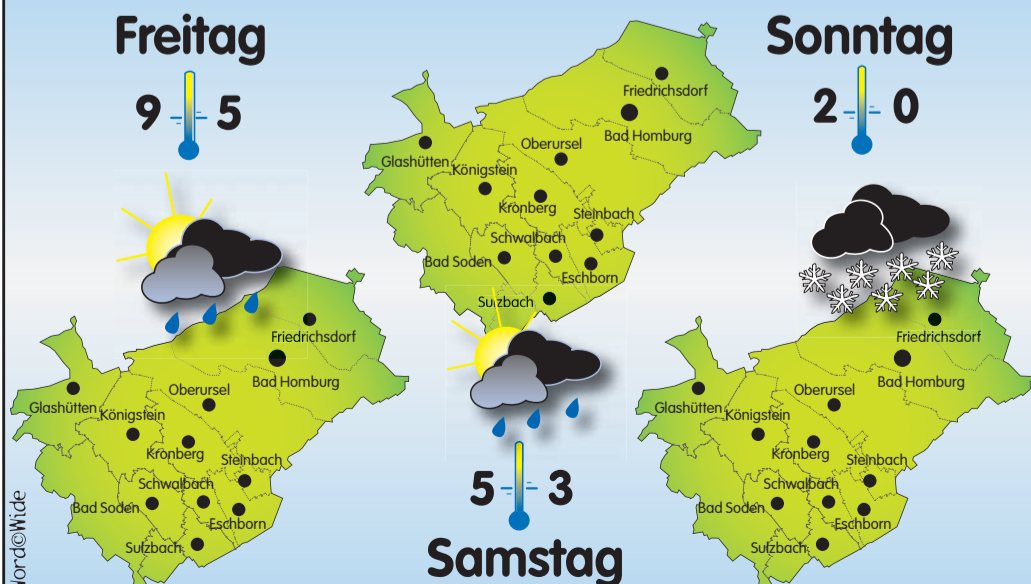 Freitag
9 5
Friedrichsdorf
Bad Homburg
Oberursel
Glashütten
Königstein
Kronberg
Steinbach
Schwalbach
Bad Soden
Eschborn
Sulzbach
Friedrichsdorf
Bad Homburg
Oberursel
Glashütten
Königstein
Kronberg
Steinbach
Schwalbach
Bad Soden
Eschborn
Sulzbach
5 3
Samstag
Sonntag
2 0
Friedrichsdorf
Bad Homburg
Oberursel
Glashütten
Königstein
Kronberg
Steinbach
Schwalbach
Bad Soden
Eschborn
Sulzbach